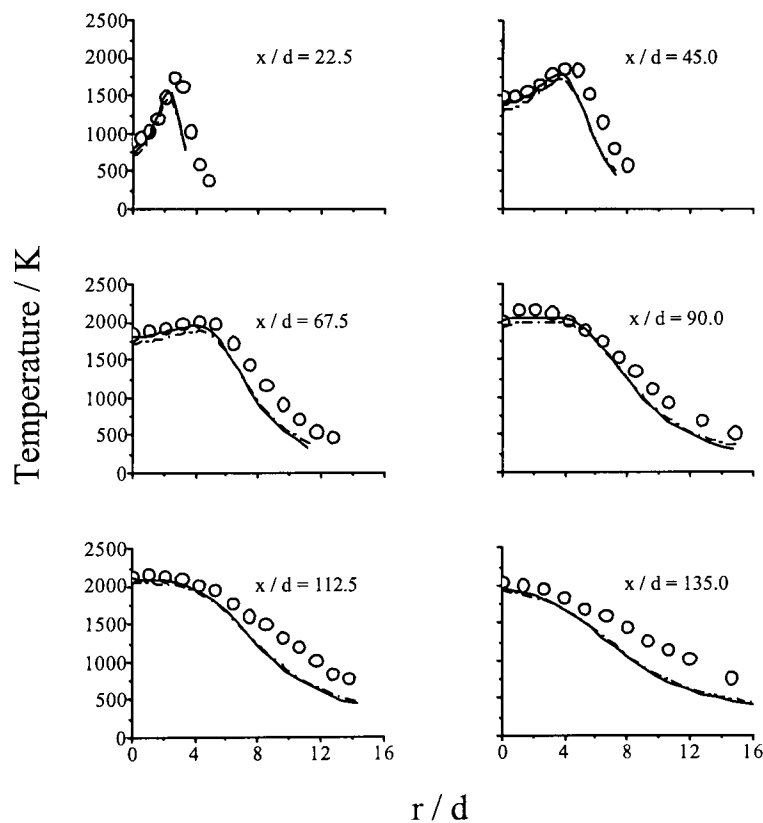 2500
2000
1500
1000
500
0
x / d = 22.5
x / d = 45.0
2500
2000
1500
1000
500
0
x / d = 67.5
x / d = 90.0
Temperature / K
2500
2000
1500
1000
500
0
x / d = 112.5
x / d = 135.0
0 4 8 12 16
0 4 8 12 16
r / d